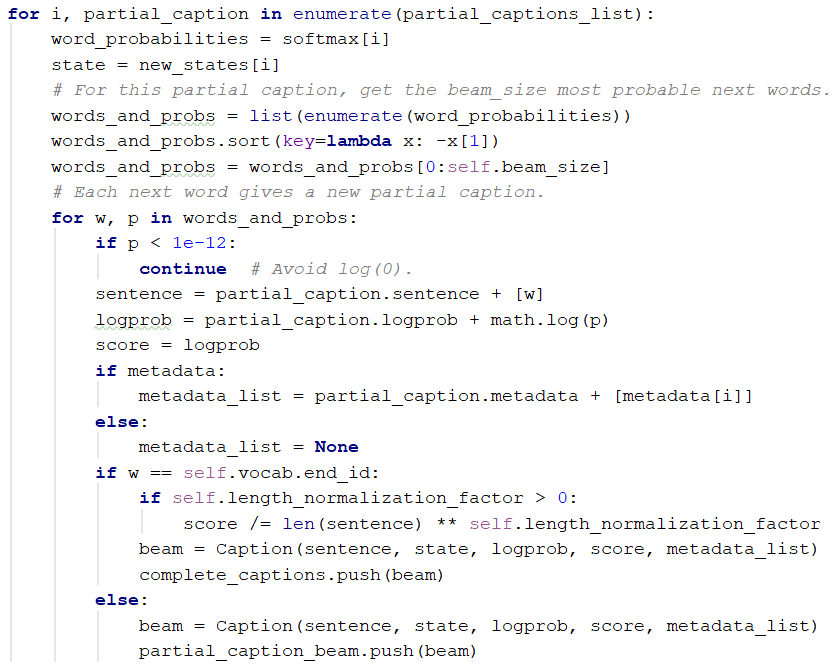 for i, partial_caption in enumerate(partial_captions_list):
    word_probabilities = softmax[i]
    state = new_states[i]
    # For this partial caption, get the beam_size most probable next words.
    words_and_probs = list(enumerate(word_probabilities))
    words_and_probs.sort(key=lambda x: -x[1])
    words_and_probs = words_and_probs[0:self.beam_size]
    # Each next word gives a new partial caption.
    for w, p in words_and_probs:
        if p < 1e-12:
            continue  # Avoid log(0).
        sentence = partial_caption.sentence + [w]
        logprob = partial_caption.logprob + math.log(p)
        score = logprob
        if metadata:
            metadata_list = partial_caption.metadata + [metadata[i]]
        else:
            metadata_list = None
        if w == self.vocab.end_id:
            if self.length_normalization_factor > 0:
                score /= len(sentence) ** self.length_normalization_factor
            beam = Caption(sentence, state, logprob, score, metadata_list)
            complete_captions.push(beam)
        else:
            beam = Caption(sentence, state, logprob, score, metadata_list)
            partial_caption_beam.push(beam)